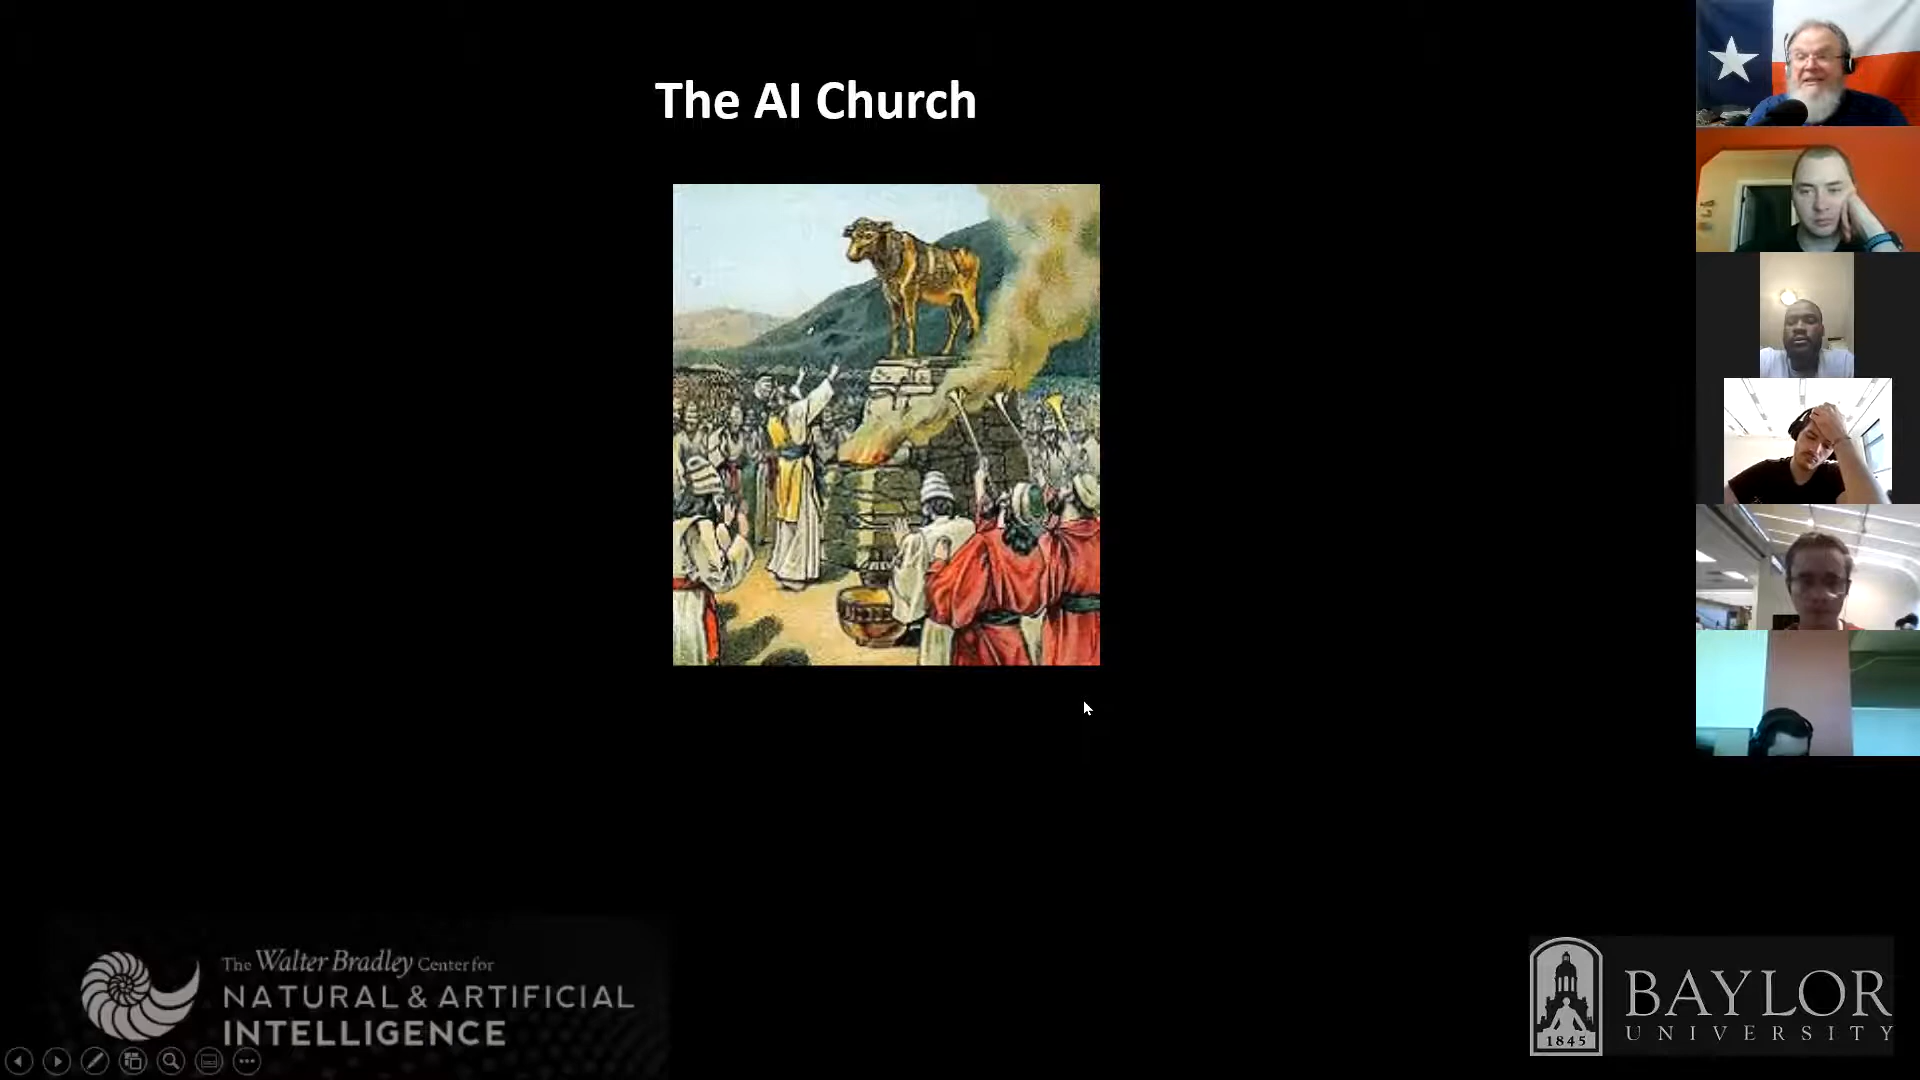 The AI Church
The Walter Bradley Center for
NATURAL & ARTIFICIAL
INTELLIGENCE
1845
BAYLOR
UNIVERSITY